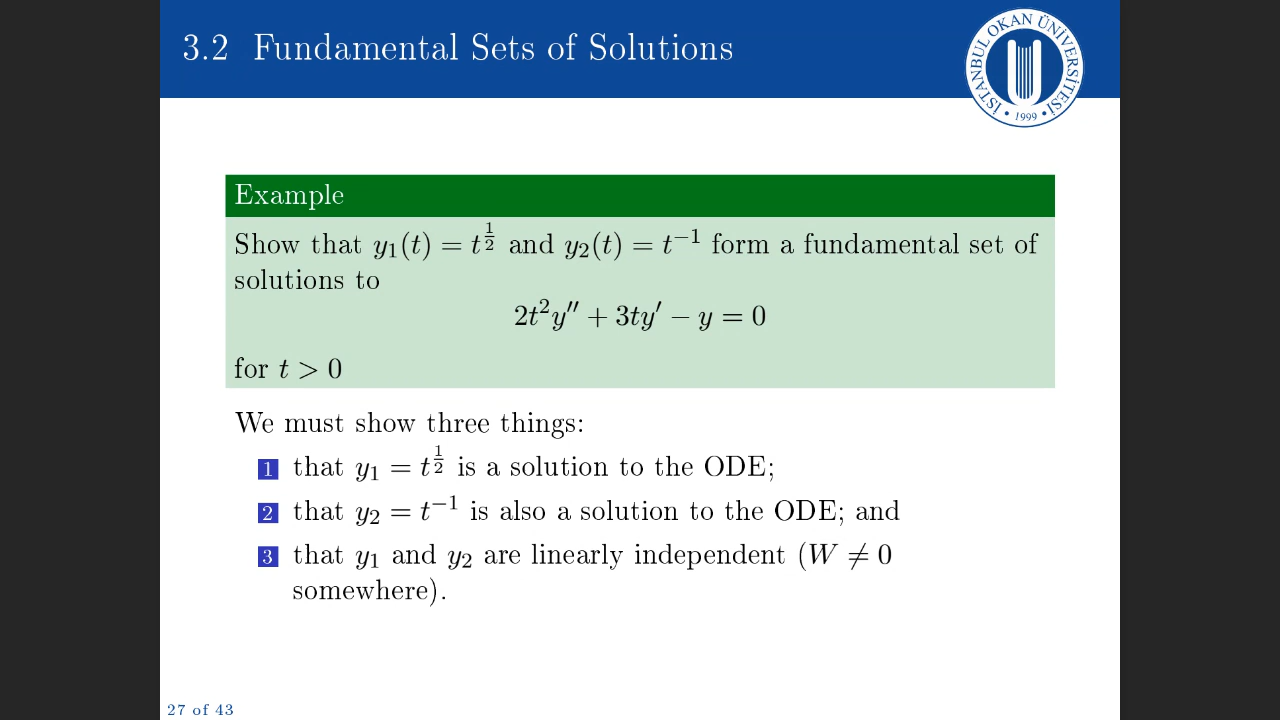 3.2 Fundamental Sets of Solutions
İSTANBUL OKAN ÜNİVERSİTESİ
• 1999 •
Example
Show that y₁(t) = t^{1/2} and y₂(t) = t⁻¹ form a fundamental set of
solutions to
2t²y″ + 3ty′ − y = 0
for t > 0
We must show three things:
1 that y₁ = t^{1/2} is a solution to the ODE;
2 that y₂ = t⁻¹ is also a solution to the ODE; and
3 that y₁ and y₂ are linearly independent (W ≠ 0
somewhere).
27 of 43